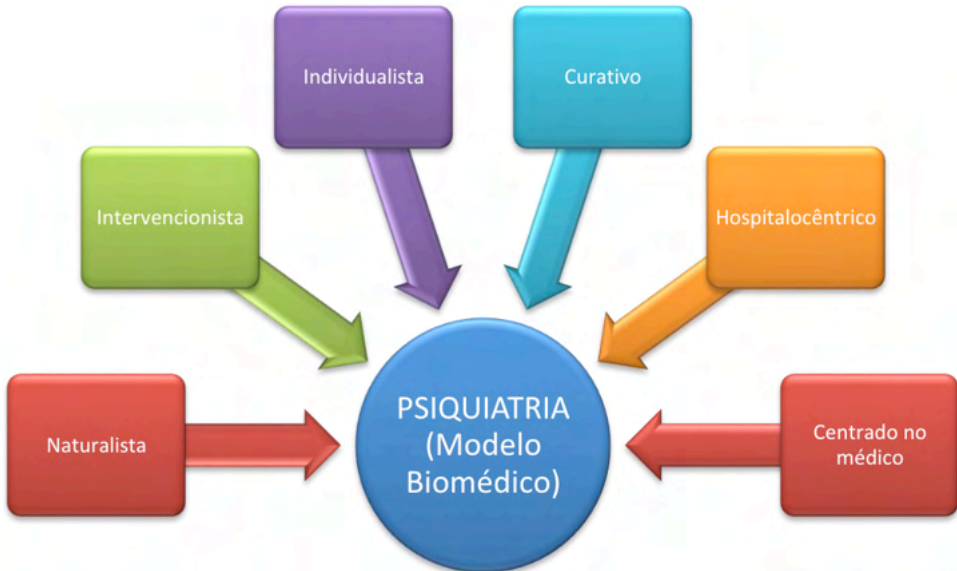 Individualista
Curativo
Intervencionista
Hospitalocêntrico
Naturalista
PSIQUIATRIA
(Modelo
Biomédico)
Centrado no
médico